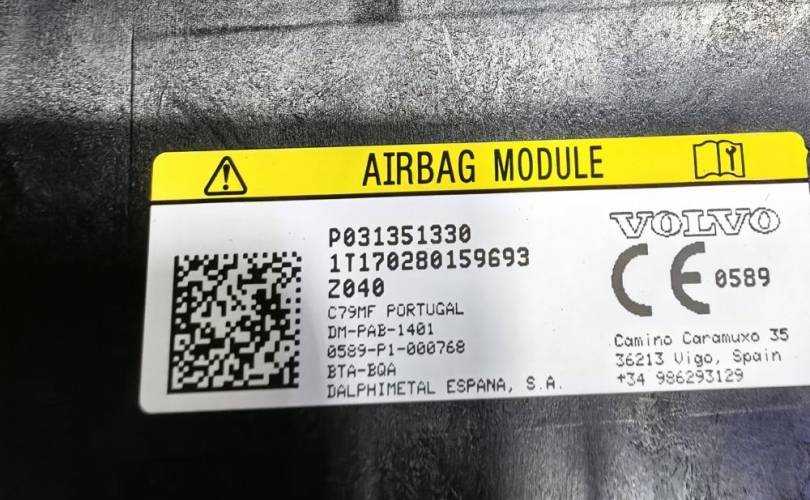 AIRBAG MODULE
P031351330
1T170280159693
Z040
C79MF PORTUGAL
DM-PAB-1401
0589-P1-000768
BTA-BQA
DALPHIMETAL ESPANA, S.A.
VOLVO
CE 0589
Camino Caramuxo 35
36213 Vigo, Spain
+34 986293129